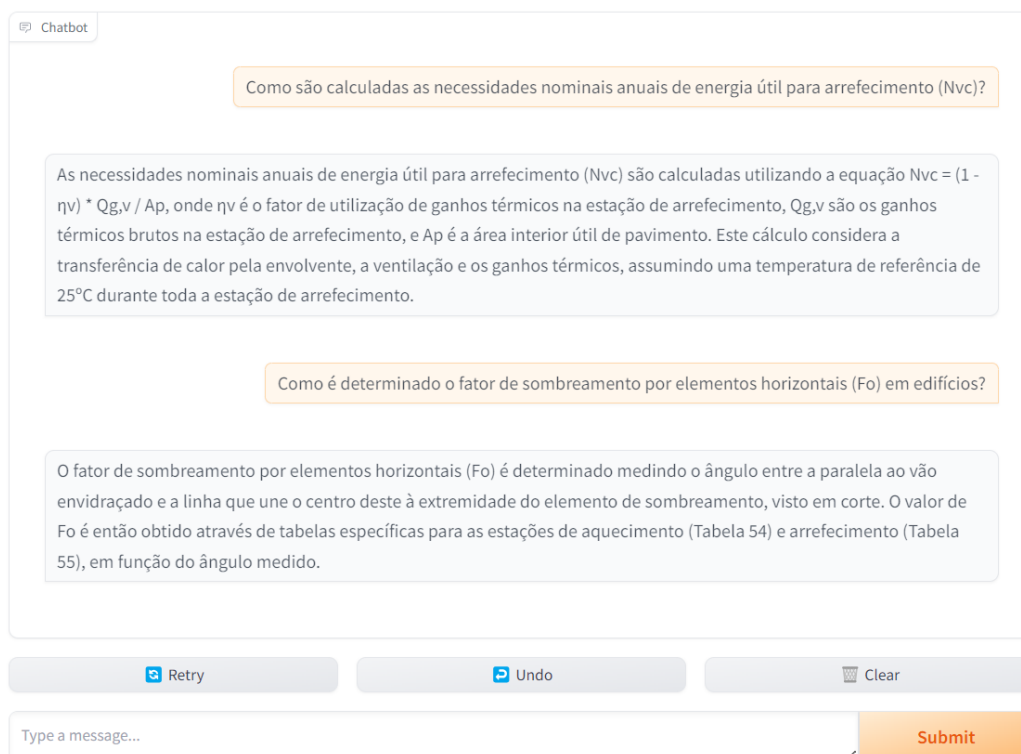 Chatbot
Como são calculadas as necessidades nominais anuais de energia útil para arrefecimento (Nvc)?
As necessidades nominais anuais de energia útil para arrefecimento (Nvc) são calculadas utilizando a equação Nvc = (1 -
ηv) * Qg,v / Ap, onde ηv é o fator de utilização de ganhos térmicos na estação de arrefecimento, Qg,v são os ganhos
térmicos brutos na estação de arrefecimento, e Ap é a área interior útil de pavimento. Este cálculo considera a
transferência de calor pela envolvente, a ventilação e os ganhos térmicos, assumindo uma temperatura de referência de
25°C durante toda a estação de arrefecimento.
Como é determinado o fator de sombreamento por elementos horizontais (Fo) em edifícios?
O fator de sombreamento por elementos horizontais (Fo) é determinado medindo o ângulo entre a paralela ao vão
envidraçado e a linha que une o centro deste à extremidade do elemento de sombreamento, visto em corte. O valor de
Fo é então obtido através de tabelas específicas para as estações de aquecimento (Tabela 54) e arrefecimento (Tabela
55), em função do ângulo medido.
Retry
Undo
Clear
Type a message...
Submit